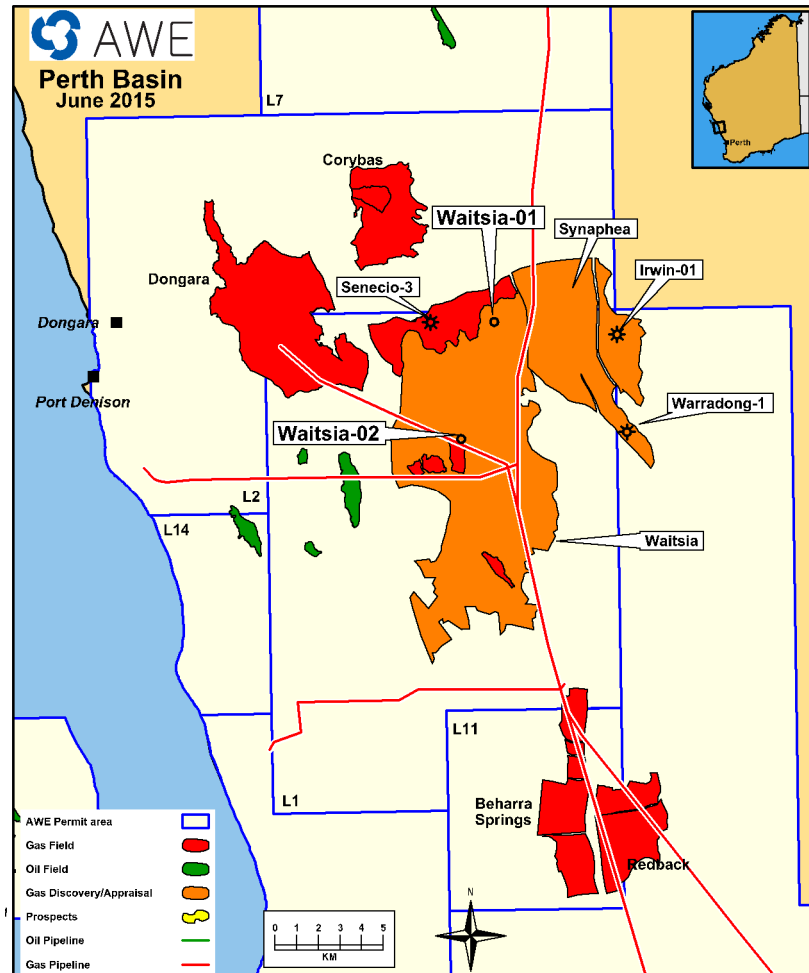 AWE
Perth Basin
June 2015
L7
Perth
Corybas
Waitsia-01
Synaphea
Dongara
Senecio-3
Irwin-01
Dongara
Port Denison
Warradong-1
Waitsia-02
L2
L14
Waitsia
L11
L1
Beharra
Springs
Redback
AWE Permit area
Gas Field
Oil Field
Gas Discovery/Appraisal
Prospects
Oil Pipeline
Gas Pipeline
N
0 1 2 3 4 5
KM